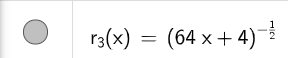 r₃(x) = (64 x + 4)^(-1/2)